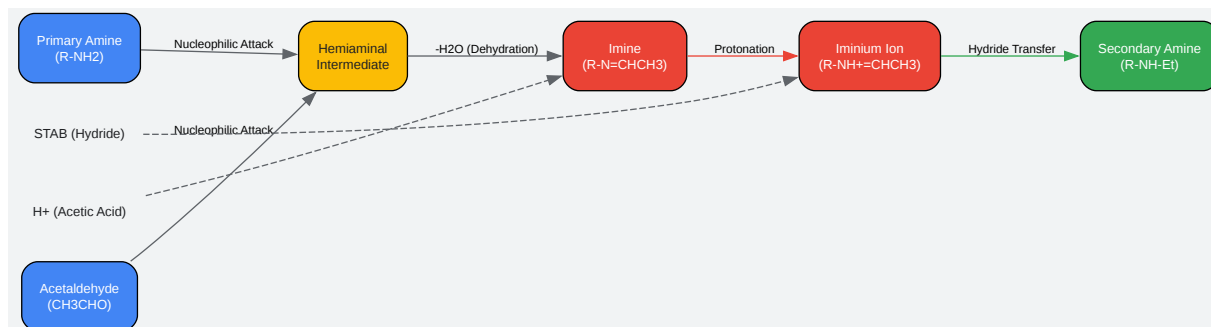 Primary Amine
(R-NH2)
Nucleophilic Attack
Hemiaminal
Intermediate
-H2O (Dehydration)
Imine
(R-N=CHCH3)
Protonation
Iminium Ion
(R-NH+=CHCH3)
Hydride Transfer
Secondary Amine
(R-NH-Et)
STAB (Hydride)
Nucleophilic Attack
H+ (Acetic Acid)
Acetaldehyde
(CH3CHO)